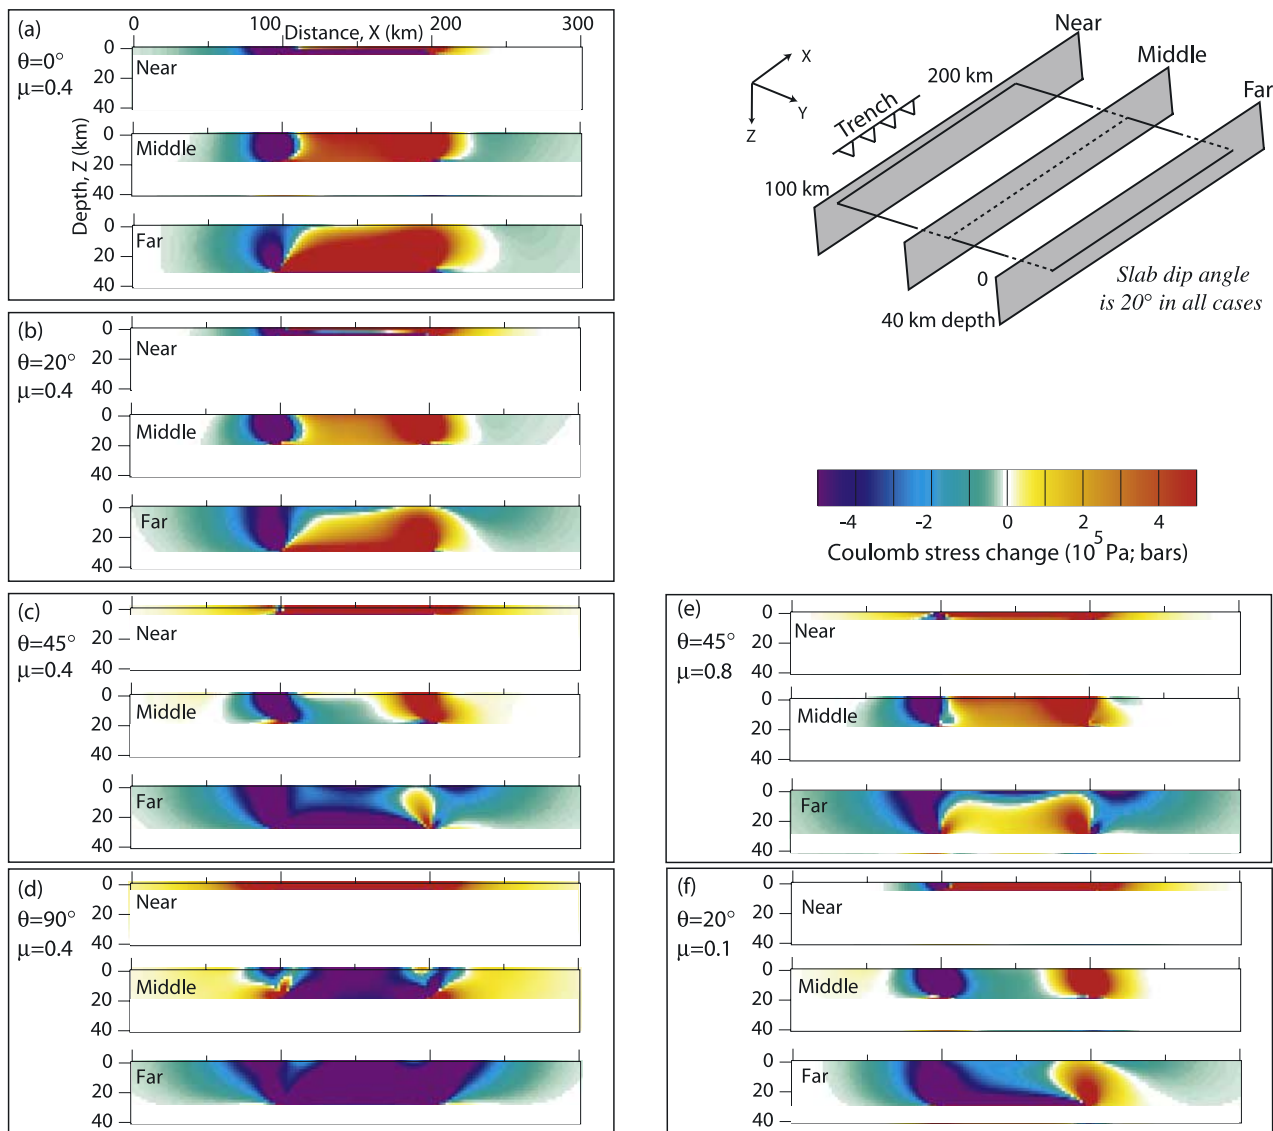 (a)
0
100
200
300
Distance, X (km)
θ=0°
μ=0.4
Depth, Z (km)
0
20
40
Near
0
20
40
Middle
0
20
40
Far
(b)
θ=20°
μ=0.4
0
20
40
Near
0
20
40
Middle
0
20
40
Far
(c)
θ=45°
μ=0.4
0
20
40
Near
0
20
40
Middle
0
20
40
Far
(d)
θ=90°
μ=0.4
0
20
40
Near
0
20
40
Middle
0
20
40
Far
X
Y
Z
Trench
Near
Middle
Far
200 km
100 km
0
40 km depth
Slab dip angle
is 20° in all cases
-4
-2
0
2
4
Coulomb stress change (10⁵ Pa; bars)
(e)
θ=45°
μ=0.8
0
20
40
Near
0
20
40
Middle
0
20
40
Far
(f)
θ=20°
μ=0.1
0
20
40
Near
0
20
40
Middle
0
20
40
Far